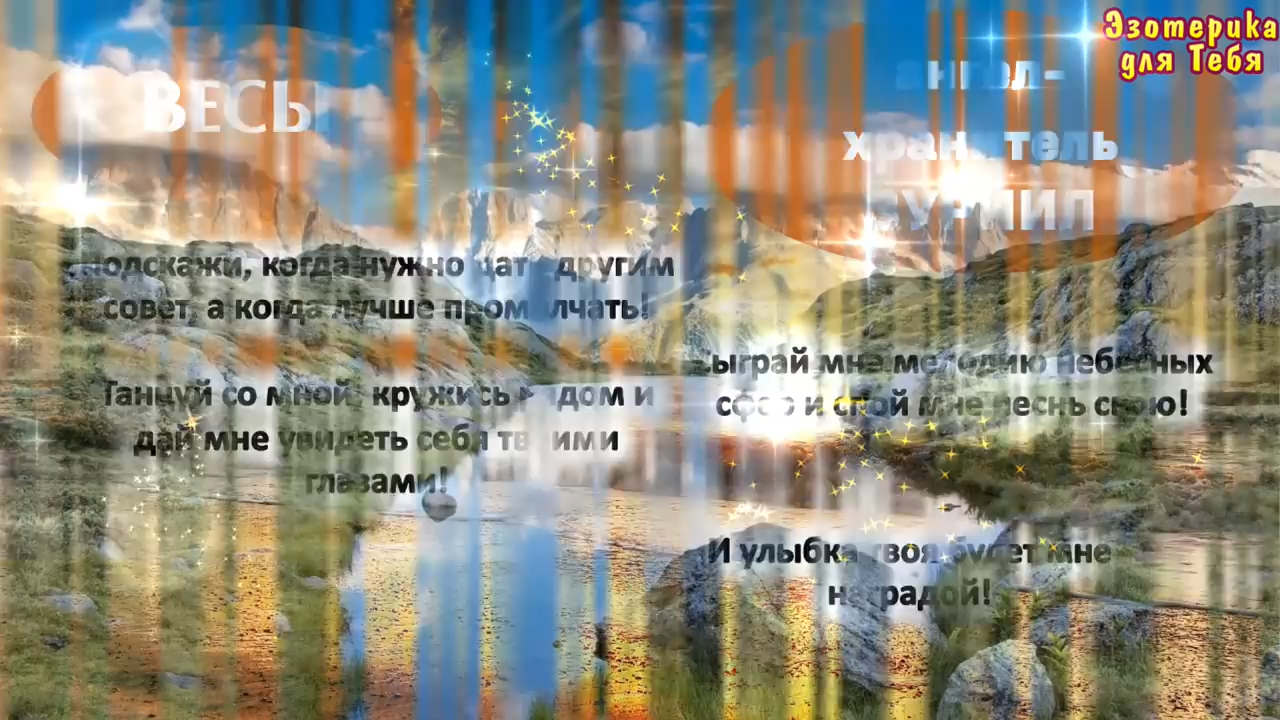 Эзотерика
для Тебя
ВЕСЫ
ангел-
хранитель
подскажи, когда нужно дать другим
совет, а когда лучше промолчать!
Танцуй со мной, кружись рядом и
дай мне увидеть себя твоими
глазами!
Сыграй мне мелодию небесных
сфер и спой мне песнь свою!
И улыбка твоя будет мне
наградой!